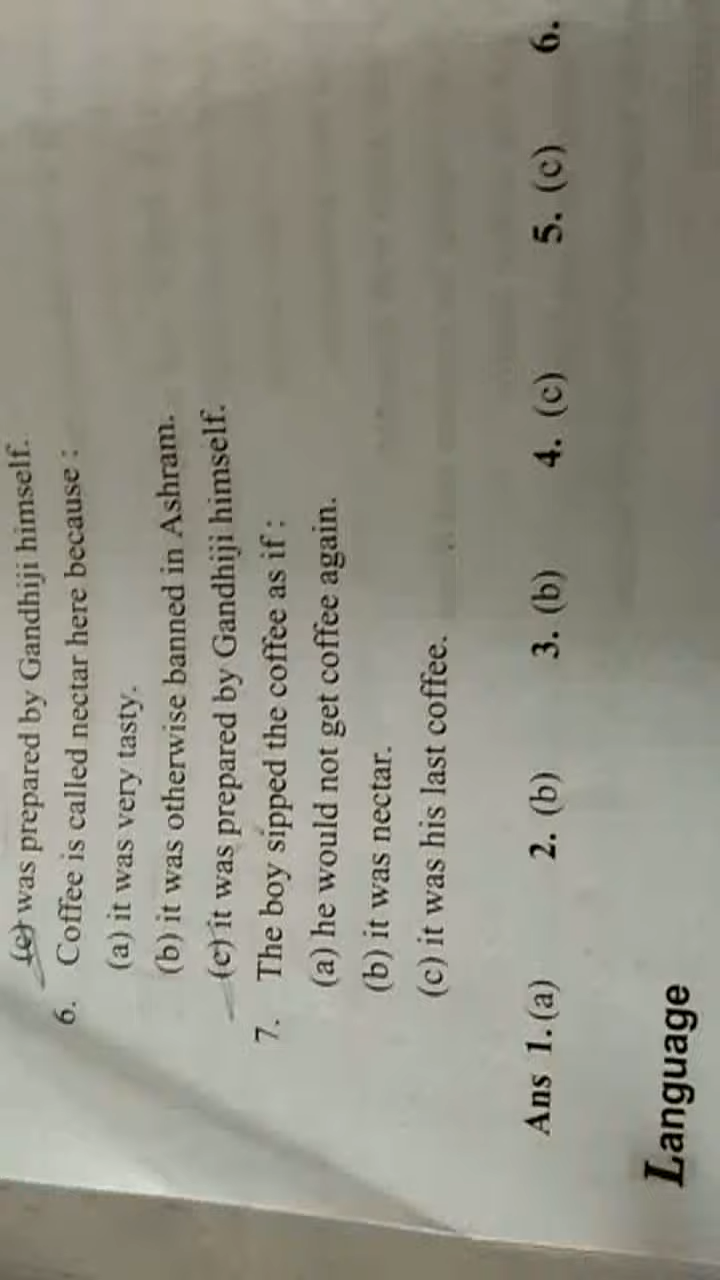 (c) was prepared by Gandhiji himself.
6. Coffee is called nectar here because :
(a) it was very tasty.
(b) it was otherwise banned in Ashram.
(c) it was prepared by Gandhiji himself.
7. The boy sipped the coffee as if :
(a) he would not get coffee again.
(b) it was nectar.
(c) it was his last coffee.
Ans 1.(a) 2. (b) 3. (b) 4. (c) 5. (c) 6.
Language